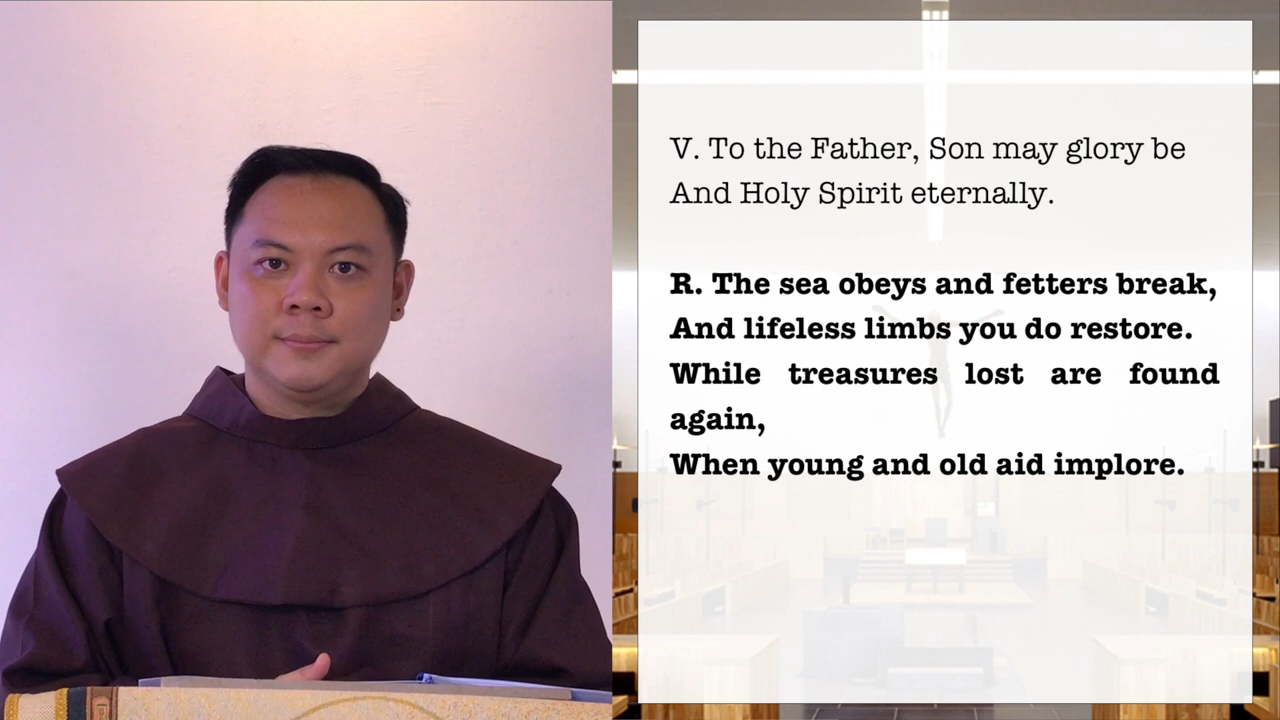 V. To the Father, Son may glory be
And Holy Spirit eternally.
R. The sea obeys and fetters break,
And lifeless limbs you do restore.
While treasures lost are found
again,
When young and old aid implore.